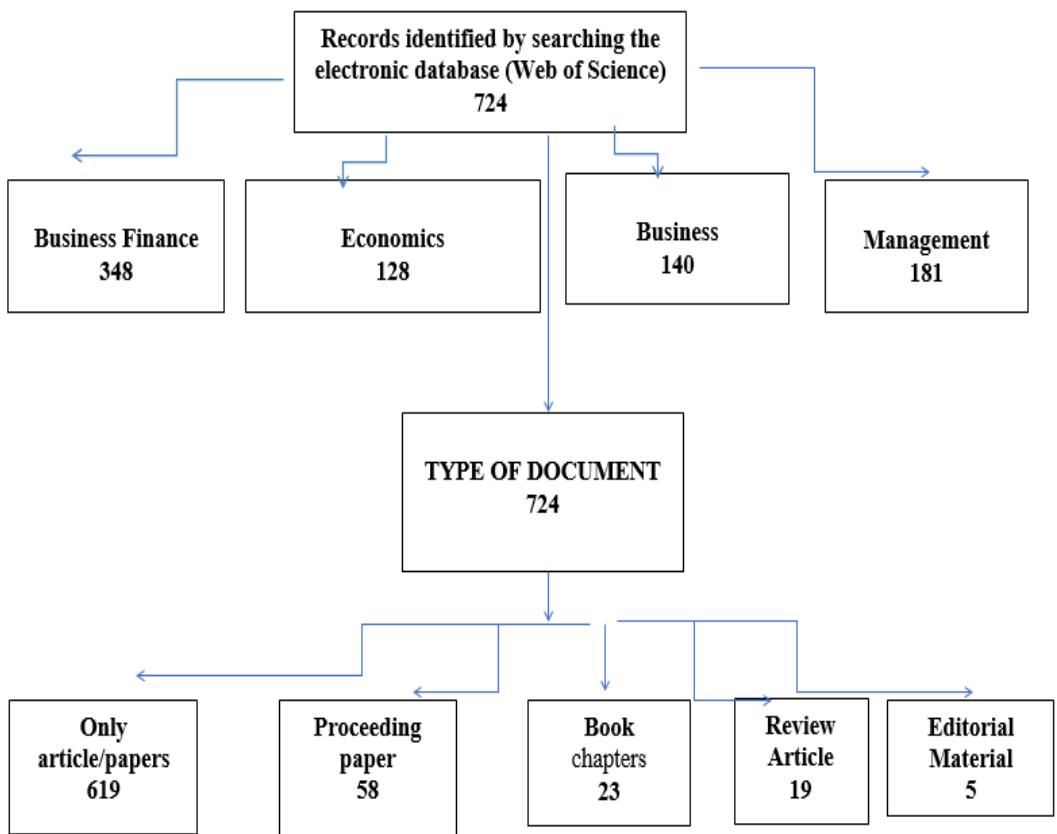 Records identified by searching the
electronic database (Web of Science)
724
Business Finance
348
Economics
128
Business
140
Management
181
TYPE OF DOCUMENT
724
Only
article/papers
619
Proceeding
paper
58
Book
chapters
23
Review
Article
19
Editorial
Material
5